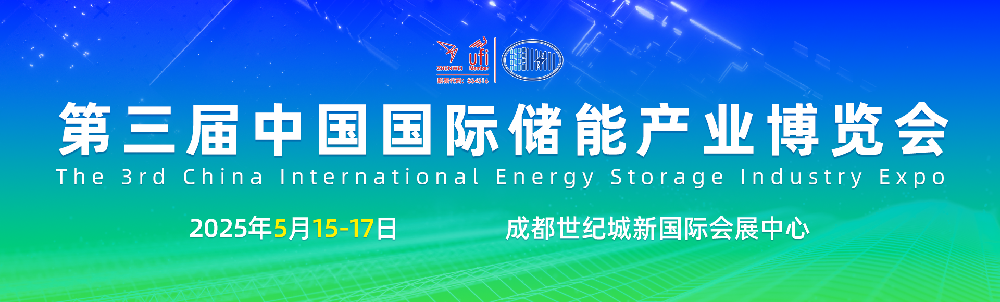 ZHENWEI
ufi
Member
股票代码：834316
第三届中国国际储能产业博览会
The 3rd China International Energy Storage Industry Expo
2025年5月15-17日
成都世纪城新国际会展中心